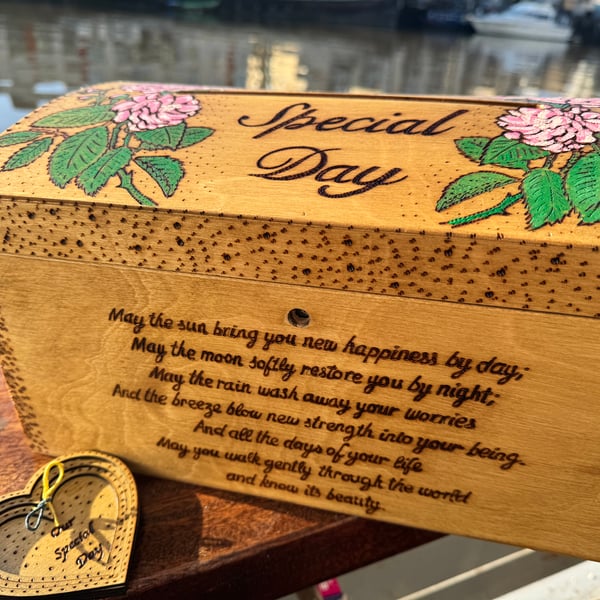 Special
Day
May the sun bring you new happiness by day;
May the moon softly restore you by night;
May the rain wash away your worries
And the breeze blow new strength into your being.
And all the days of your life
May you walk gently through the world
and know its beauty.
Our
Special
Day